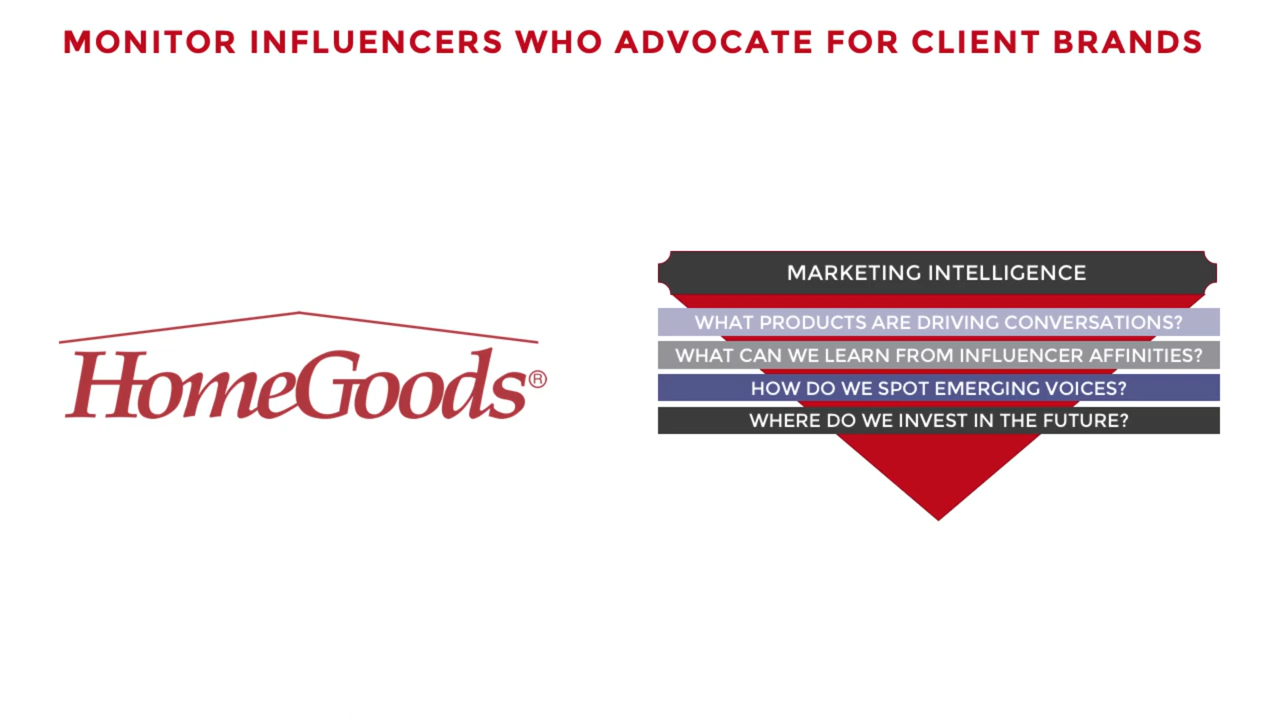 MONITOR INFLUENCERS WHO ADVOCATE FOR CLIENT BRANDS
HomeGoods®
MARKETING INTELLIGENCE
WHAT PRODUCTS ARE DRIVING CONVERSATIONS?
WHAT CAN WE LEARN FROM INFLUENCER AFFINITIES?
HOW DO WE SPOT EMERGING VOICES?
WHERE DO WE INVEST IN THE FUTURE?